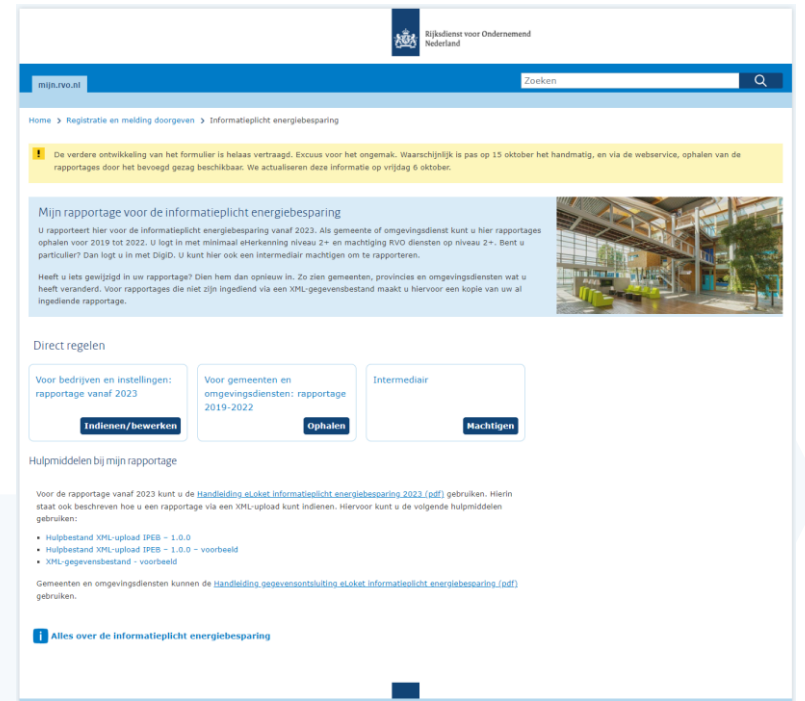 Rijksdienst voor Ondernemend
Nederland
mijn.rvo.nl
Zoeken
Home > Registratie en melding doorgeven > Informatieplicht energiebesparing
! De verdere ontwikkeling van het formulier is helaas vertraagd. Excuus voor het ongemak. Waarschijnlijk is pas op 15 oktober het handmatig, en via de webservice, ophalen van de
rapportages door het bevoegd gezag beschikbaar. We actualiseren deze informatie op vrijdag 6 oktober.
Mijn rapportage voor de informatieplicht energiebesparing
U rapporteert hier voor de informatieplicht energiebesparing vanaf 2023. Als gemeente of omgevingsdienst kunt u hier rapportages
ophalen voor 2019 tot 2022. U logt in met minimaal eHerkenning niveau 2+ en machtiging RVO diensten op niveau 2+. Bent u
particulier? Dan logt u in met DigiD. U kunt hier ook een intermediair machtigen om te rapporteren.
Heeft u iets gewijzigd in uw rapportage? Dien hem dan opnieuw in. Zo zien gemeenten, provincies en omgevingsdiensten wat u
heeft veranderd. Voor rapportages die niet zijn ingediend via een XML-gegevensbestand maakt u hiervoor een kopie van uw al
ingediende rapportage.
Direct regelen
Voor bedrijven en instellingen:
rapportage vanaf 2023
Indienen/bewerken
Voor gemeenten en
omgevingsdiensten: rapportage
2019-2022
Ophalen
Intermediair
Machtigen
Hulpmiddelen bij mijn rapportage
Voor de rapportage vanaf 2023 kunt u de Handleiding eLoket informatieplicht energiebesparing 2023 (pdf) gebruiken. Hierin
staat ook beschreven hoe u een rapportage via een XML-upload kunt indienen. Hiervoor kunt u de volgende hulpmiddelen
gebruiken:
• Hulpbestand XML-upload IPEB – 1.0.0
• Hulpbestand XML-upload IPEB – 1.0.0 – voorbeeld
• XML-gegevensbestand - voorbeeld
Gemeenten en omgevingsdiensten kunnen de Handleiding gegevensontsluiting eLoket informatieplicht energiebesparing (pdf)
gebruiken.
i Alles over de informatieplicht energiebesparing